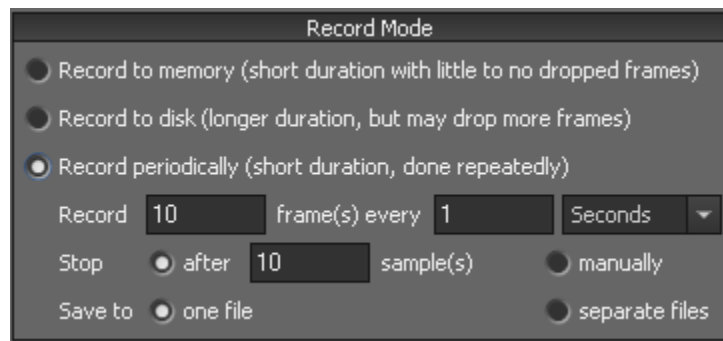 Record Mode
Record to memory (short duration with little to no dropped frames)
Record to disk (longer duration, but may drop more frames)
Record periodically (short duration, done repeatedly)
Record 10 frame(s) every 1 Seconds
Stop after 10 sample(s) manually
Save to one file separate files